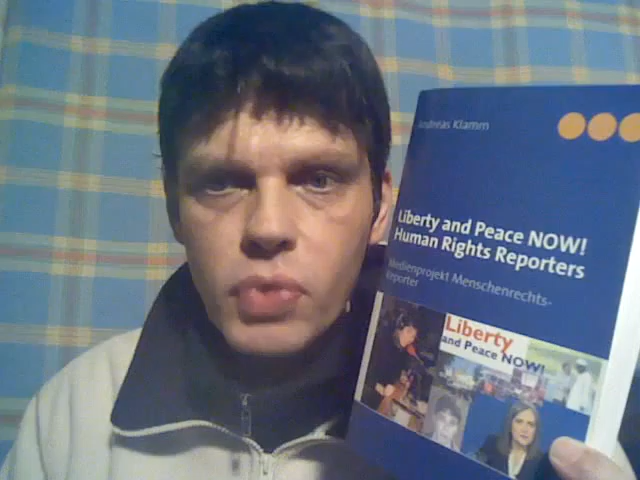 Andreas Klamm
Liberty and Peace NOW!
Human Rights Reporters
Medienprojekt Menschenrechts-
Reporter
Liberty
and Peace NOW!